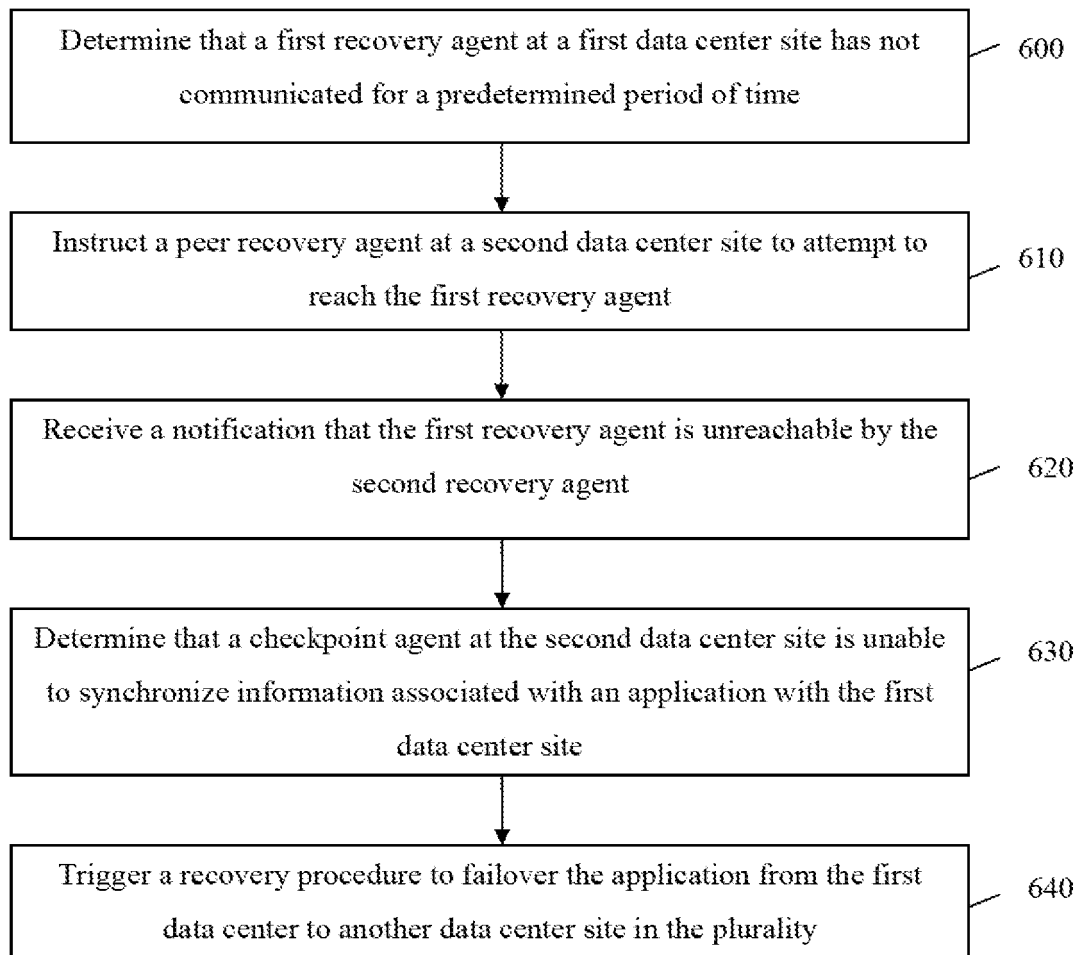 Determine that a first recovery agent at a first data center site has not
communicated for a predetermined period of time
600
Instruct a peer recovery agent at a second data center site to attempt to
reach the first recovery agent
610
Receive a notification that the first recovery agent is unreachable by the
second recovery agent
620
Determine that a checkpoint agent at the second data center site is unable
to synchronize information associated with an application with the first
data center site
630
Trigger a recovery procedure to failover the application from the first
data center to another data center site in the plurality
640